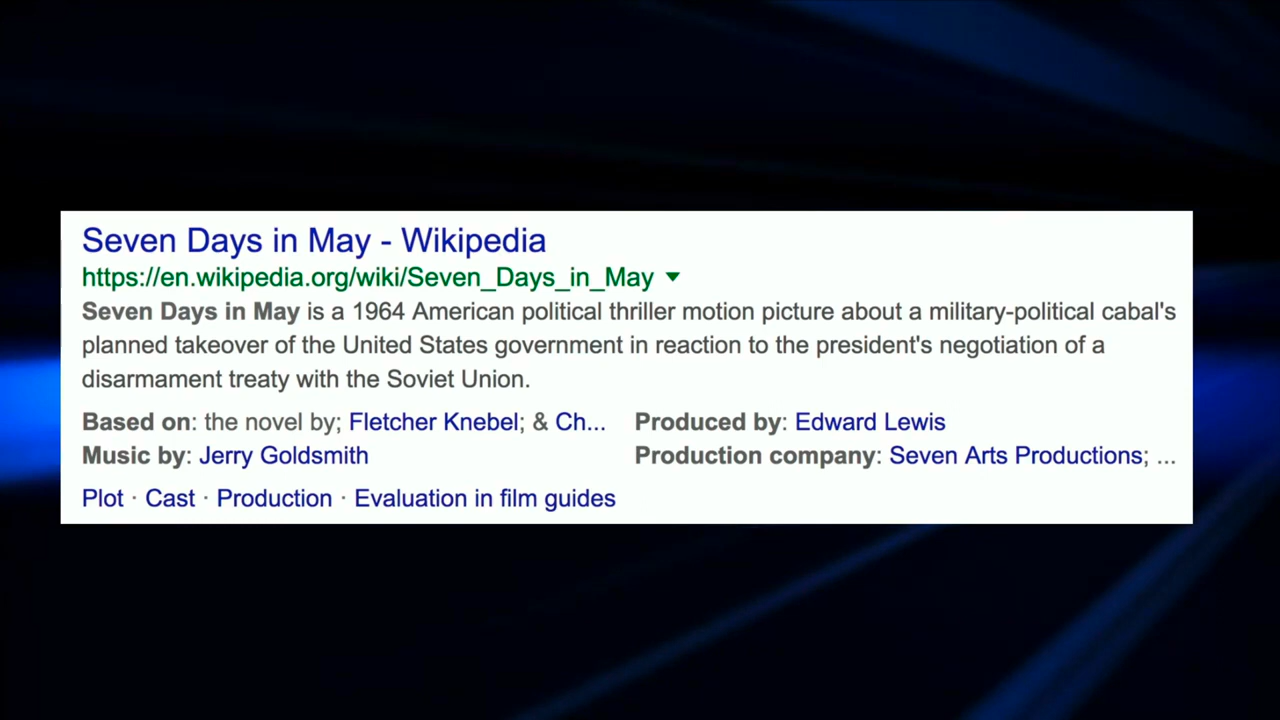 Seven Days in May - Wikipedia
https://en.wikipedia.org/wiki/Seven_Days_in_May
Seven Days in May is a 1964 American political thriller motion picture about a military-political cabal's
planned takeover of the United States government in reaction to the president's negotiation of a
disarmament treaty with the Soviet Union.
Based on: the novel by; Fletcher Knebel; & Ch... Produced by: Edward Lewis
Music by: Jerry Goldsmith Production company: Seven Arts Productions; ...
Plot · Cast · Production · Evaluation in film guides